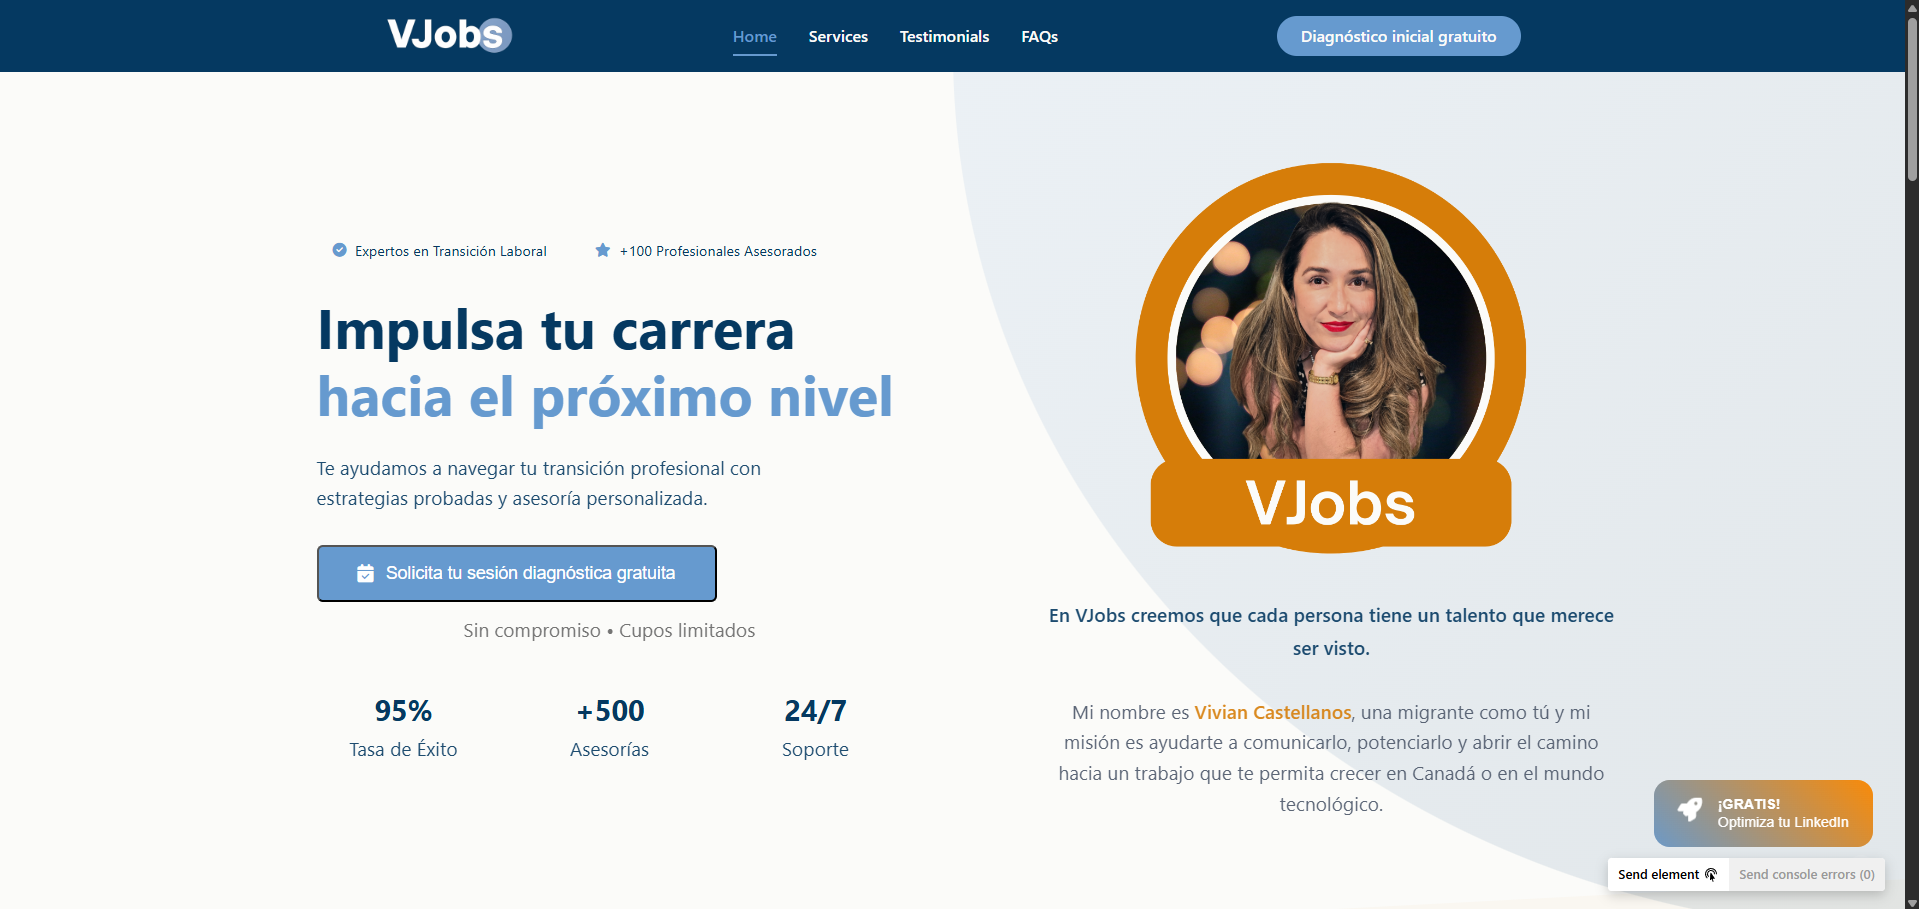 VJobs
Home
Services
Testimonials
FAQs
Diagnóstico inicial gratuito
Expertos en Transición Laboral
+100 Profesionales Asesorados
Impulsa tu carrera
hacia el próximo nivel
Te ayudamos a navegar tu transición profesional con
estrategias probadas y asesoría personalizada.
Solicita tu sesión diagnóstica gratuita
Sin compromiso • Cupos limitados
95%
Tasa de Éxito
+500
Asesorías
24/7
Soporte
VJobs
En VJobs creemos que cada persona tiene un talento que merece
ser visto.
Mi nombre es Vivian Castellanos, una migrante como tú y mi
misión es ayudarte a comunicarlo, potenciarlo y abrir el camino
hacia un trabajo que te permita crecer en Canadá o en el mundo
tecnológico.
¡GRATIS!
Optimiza tu LinkedIn
Send element
Send console errors (0)